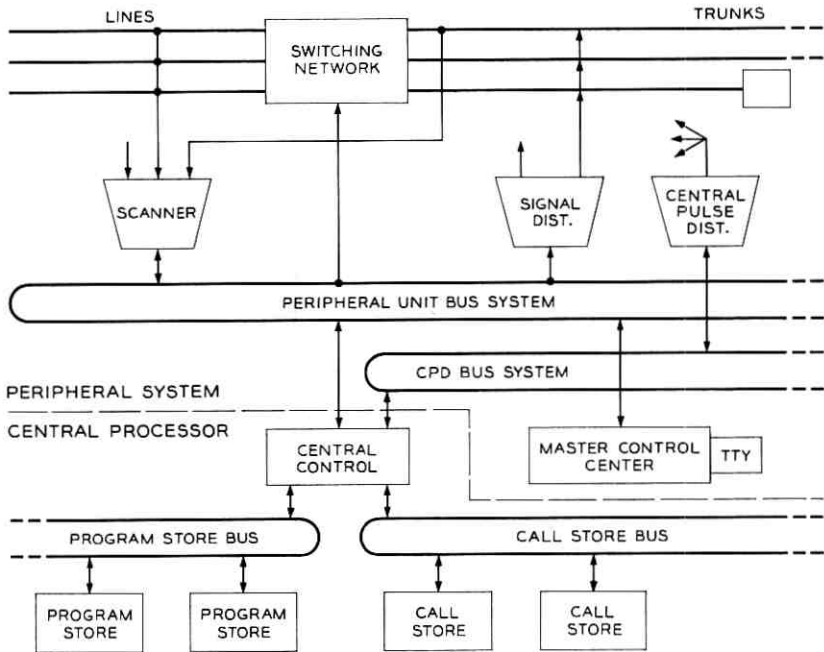 LINES
TRUNKS
SWITCHING
NETWORK
SCANNER
SIGNAL
DIST.
CENTRAL
PULSE
DIST.
PERIPHERAL UNIT BUS SYSTEM
CPD BUS SYSTEM
PERIPHERAL SYSTEM
CENTRAL PROCESSOR
CENTRAL
CONTROL
MASTER CONTROL
CENTER
TTY
PROGRAM STORE BUS
CALL STORE BUS
PROGRAM
STORE
PROGRAM
STORE
CALL
STORE
CALL
STORE